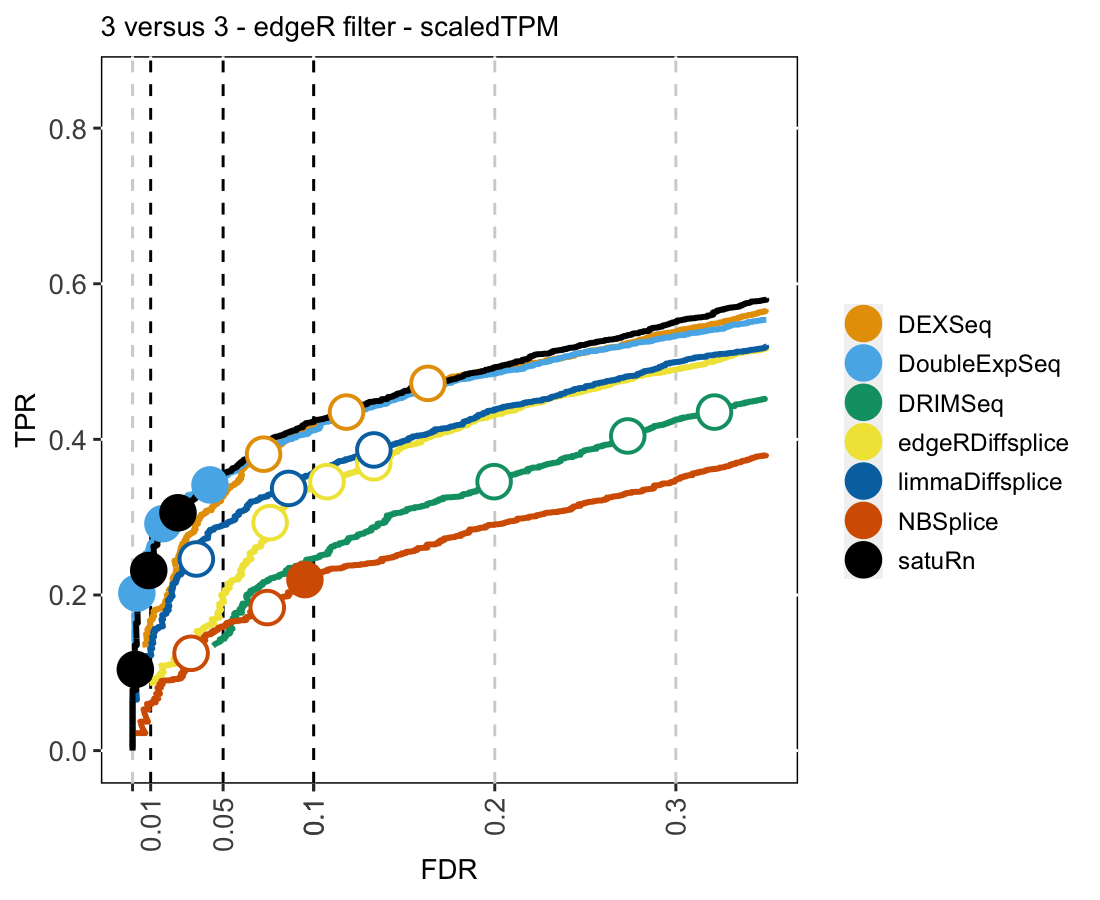 3 versus 3 - edgeR filter - scaledTPM
TPR
0.8
0.6
0.4
0.2
0.0
0.01
0.05
0.1
0.2
0.3
FDR
DEXSeq
DoubleExpSeq
DRIMSeq
edgeRDiffsplice
limmaDiffsplice
NBSplice
satuRn